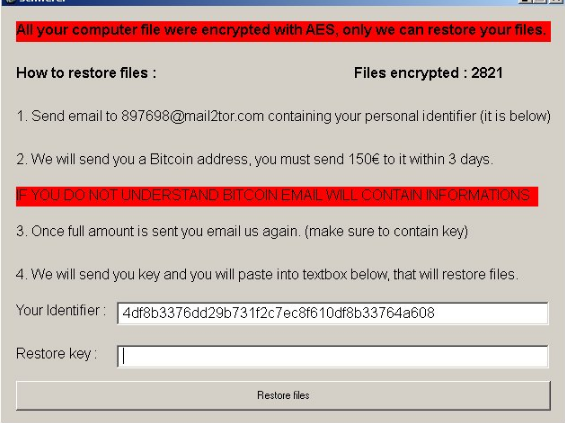 All your computer file were encrypted with AES, only we can restore your files.
How to restore files : Files encrypted : 2821
1. Send email to 897698@mail2tor.com containing your personal identifier (it is below)
2. We will send you a Bitcoin address, you must send 150€ to it within 3 days.
IF YOU DO NOT UNDERSTAND BITCOIN EMAIL WILL CONTAIN INFORMATIONS
3. Once full amount is sent you email us again. (make sure to contain key)
4. We will send you key and you will paste into textbox below, that will restore files.
Your Identifier : 4df8b3376dd29b731f2c7ec8f610df8b33764a608
Restore key :
Restore files